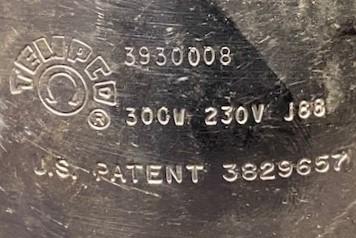 TEMPCO ®
3930008
300W 230V J88
U.S. PATENT 3829657